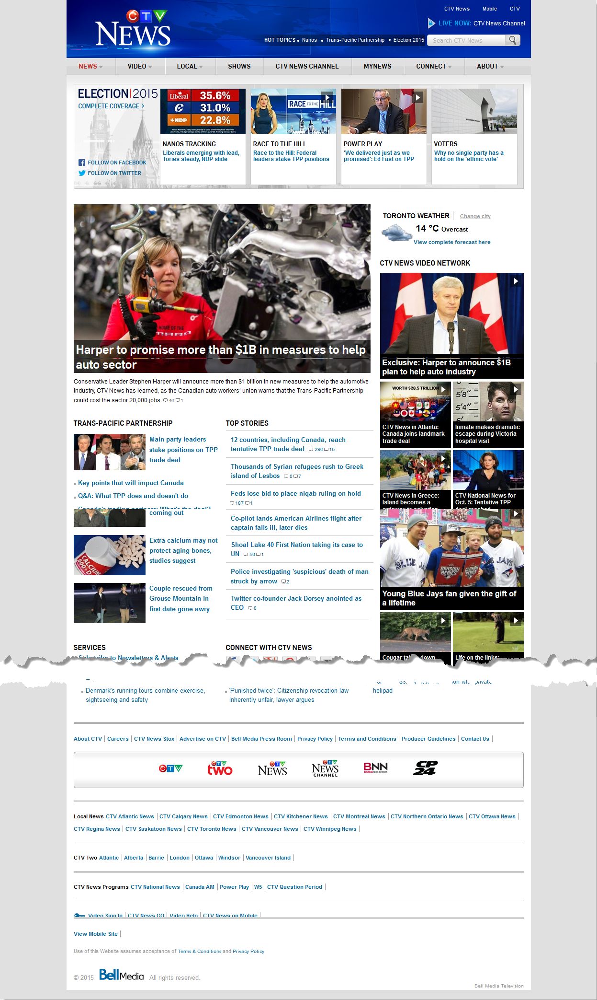 CTV News Mobile CTV
CTV NEWS
LIVE NOW: CTV News Channel
HOT TOPICS • Nanos • Trans-Pacific Partnership • Election 2015 Search CTV News
NEWS VIDEO LOCAL SHOWS CTV NEWS CHANNEL MYNEWS CONNECT ABOUT
ELECTION|2015
COMPLETE COVERAGE >
FOLLOW ON FACEBOOK
FOLLOW ON TWITTER
Liberal 35.6%
C 31.0%
NDP 22.8%
NANOS TRACKING
Liberals emerging with lead,
Tories steady, NDP slide
RACE TO THE HILL
RACE TO THE HILL
Race to the Hill: Federal
leaders stake TPP positions
POWER PLAY
'We delivered just as we
promised': Ed Fast on TPP
VOTERS
Why no single party has a
hold on the 'ethnic vote'
HOME OF THE
Harper to promise more than $1B in measures to help
auto sector
Conservative Leader Stephen Harper will announce more than $1 billion in new measures to help the automotive
industry, CTV News has learned, as the Canadian auto workers' union warns that the Trans-Pacific Partnership
could cost the sector 20,000 jobs. 46 1
TORONTO WEATHER Change city
14 °C Overcast
View complete forecast here
CTV NEWS VIDEO NETWORK
Exclusive: Harper to announce $1B
plan to help auto industry
WORTH $28.5 TRILLION
CTV News in Atlanta:
Canada joins landmark
trade deal
5'8"
5'4"
Inmate makes dramatic
escape during Victoria
hospital visit
CTV News in Greece:
Island becomes a
gateway to salvation
CTV National News for
Oct. 5: Tentative TPP
deal reached
BLUE JAYS
DIVISION SERIES
DIVISION SERIES
Young Blue Jays fan given the gift of
a lifetime
Cougar down
Life on the links:
TRANS-PACIFIC PARTNERSHIP
Main party leaders
stake positions on TPP
trade deal
Key points that will impact Canada
Q&A: What TPP does and doesn't do
Canada's trading partners: What's the deal?
coming out
CALCIUM
600+D
Extra calcium may not
protect aging bones,
studies suggest
Couple rescued from
Grouse Mountain in
first date gone awry
TOP STORIES
12 countries, including Canada, reach
tentative TPP trade deal 296 15
Thousands of Syrian refugees rush to Greek
island of Lesbos 0 7
Feds lose bid to place niqab ruling on hold
187 1
Co-pilot lands American Airlines flight after
captain falls ill, later dies
Shoal Lake 40 First Nation taking its case to
UN 50 1
Police investigating 'suspicious' death of man
struck by arrow 2
Twitter co-founder Jack Dorsey anointed as
CEO 0
SERVICES
Subscribe to Newsletters & Alerts
CONNECT WITH CTV NEWS
Denmark's running tours combine exercise,
sightseeing and safety
'Punished twice': Citizenship revocation law
inherently unfair, lawyer argues
private
helipad
About CTV | Careers | CTV News Stox | Advertise on CTV | Bell Media Press Room | Privacy Policy | Terms and Conditions | Producer Guidelines | Contact Us |
CTV CTV two CTV NEWS CTV NEWS CHANNEL BNN BUSINESS NEWS NETWORK CP 24
Local News CTV Atlantic News | CTV Calgary News | CTV Edmonton News | CTV Kitchener News | CTV Montreal News | CTV Northern Ontario News | CTV Ottawa News |
CTV Regina News | CTV Saskatoon News | CTV Toronto News | CTV Vancouver News | CTV Winnipeg News |
CTV Two Atlantic | Alberta | Barrie | London | Ottawa | Windsor | Vancouver Island |
CTV News Programs CTV National News | Canada AM | Power Play | W5 | CTV Question Period |
Video Sign In | CTV News GO | Video Help | CTV News on Mobile |
View Mobile Site |
Use of this Website assumes acceptance of Terms & Conditions and Privacy Policy
© 2015 Bell Media All rights reserved.
Bell Media Television